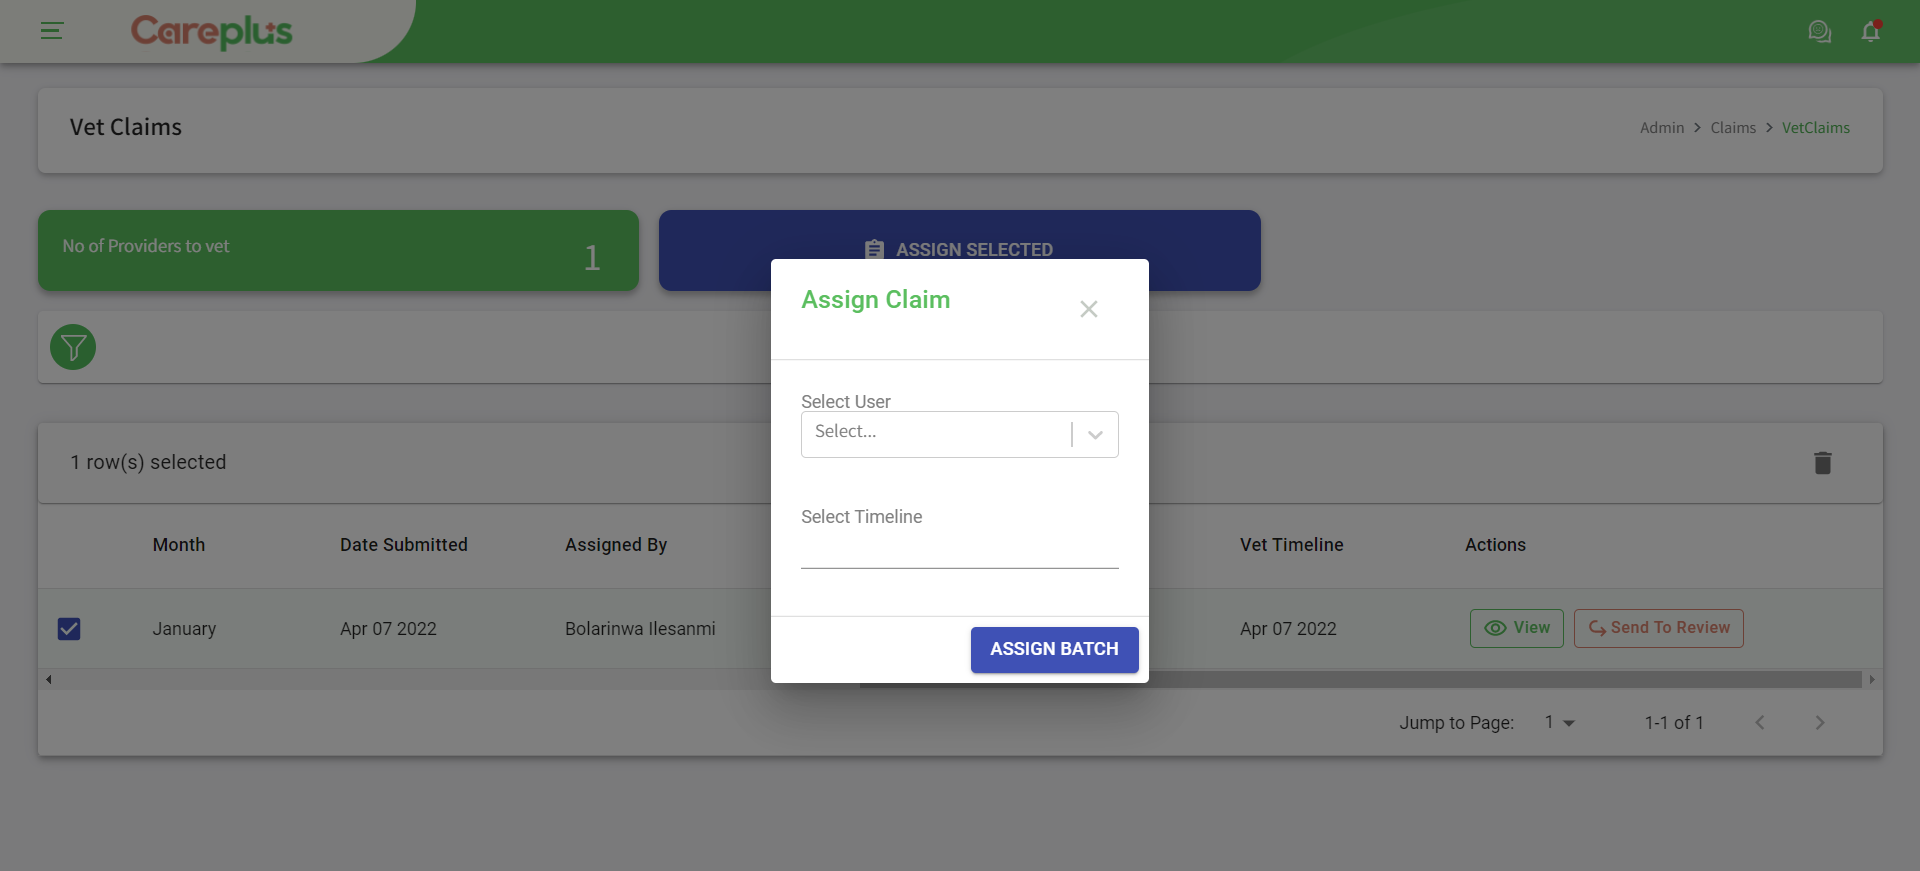 Careplus
Vet Claims
Admin > Claims > VetClaims
No of Providers to vet
1
ASSIGN SELECTED
Assign Claim
Select User
Select...
Select Timeline
ASSIGN BATCH
1 row(s) selected
Month Date Submitted Assigned By Vet Timeline Actions
January Apr 07 2022 Bolarinwa Ilesanmi Apr 07 2022 View Send To Review
Jump to Page: 1 1-1 of 1